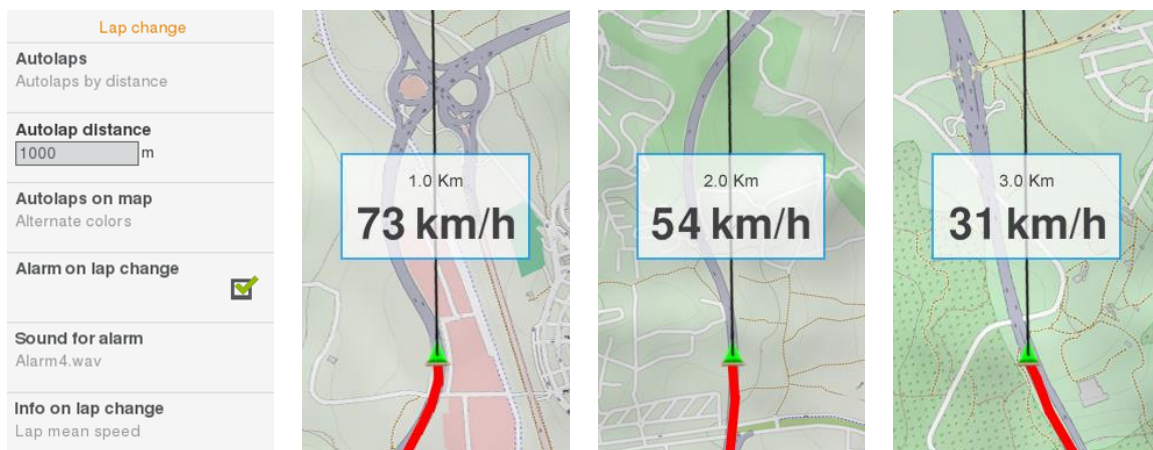 Lap change
Autolaps
Autolaps by distance
Autolap distance
1000 m
Autolaps on map
Alternate colors
Alarm on lap change
Sound for alarm
Alarm4.wav
Info on lap change
Lap mean speed
1.0 Km
73 km/h
2.0 Km
54 km/h
3.0 Km
31 km/h